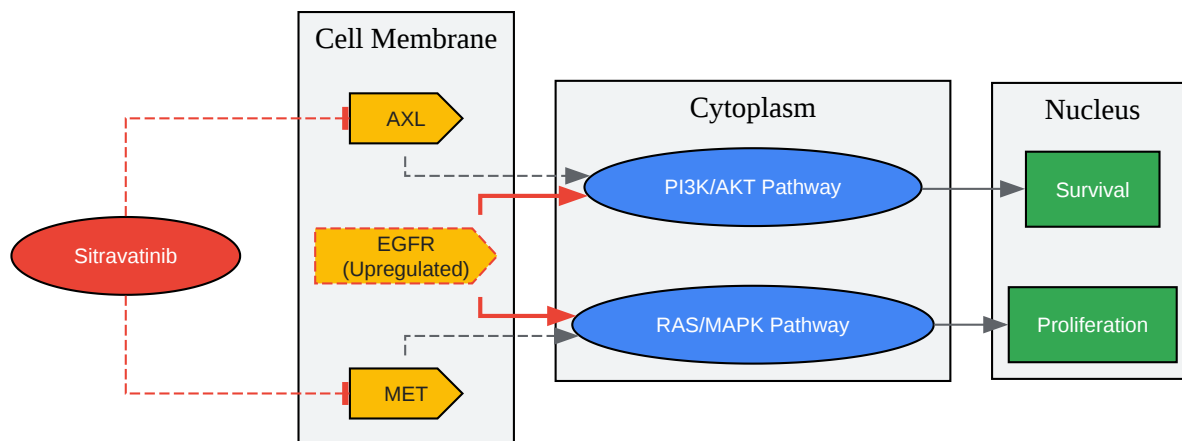 Cell Membrane
AXL
EGFR
(Upregulated)
MET
Sitravatinib
Cytoplasm
PI3K/AKT Pathway
RAS/MAPK Pathway
Nucleus
Survival
Proliferation